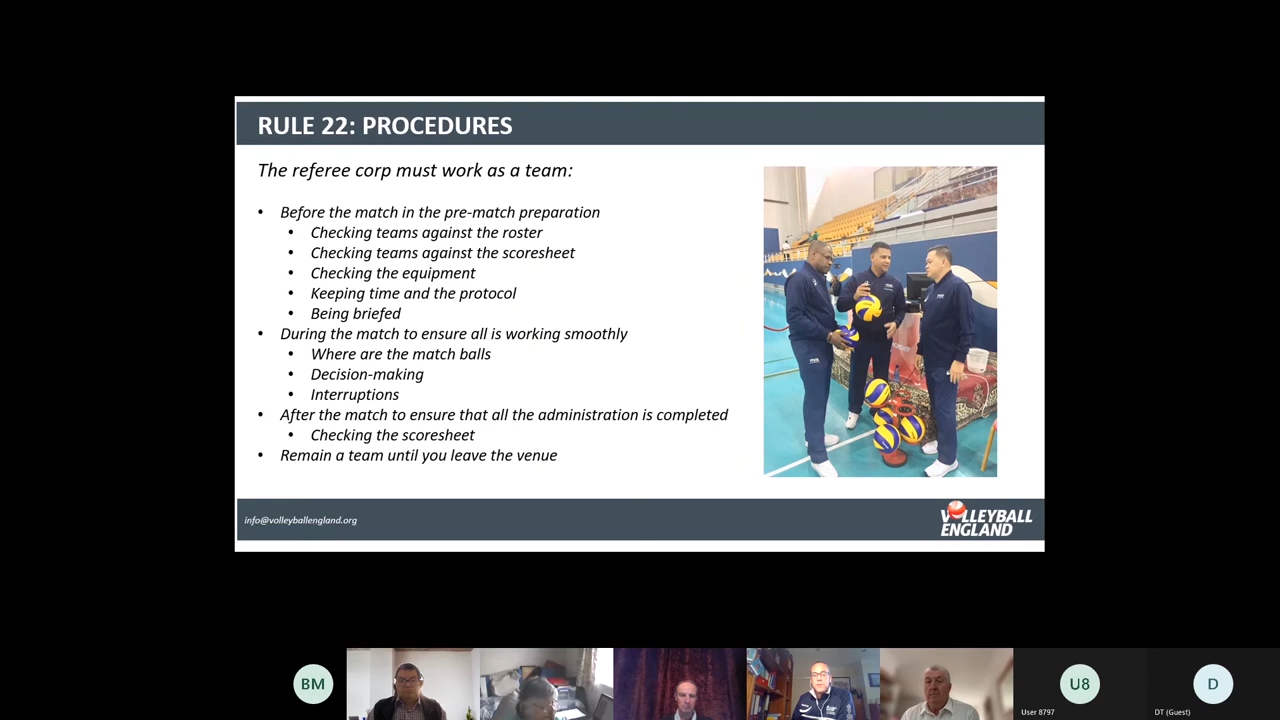 RULE 22: PROCEDURES
The referee corp must work as a team:
• Before the match in the pre-match preparation
• Checking teams against the roster
• Checking teams against the scoresheet
• Checking the equipment
• Keeping time and the protocol
• Being briefed
• During the match to ensure all is working smoothly
• Where are the match balls
• Decision-making
• Interruptions
• After the match to ensure that all the administration is completed
• Checking the scoresheet
• Remain a team until you leave the venue
info@volleyballengland.org
VOLLEYBALL
ENGLAND
BM
U8
User 8797
D
DT (Guest)